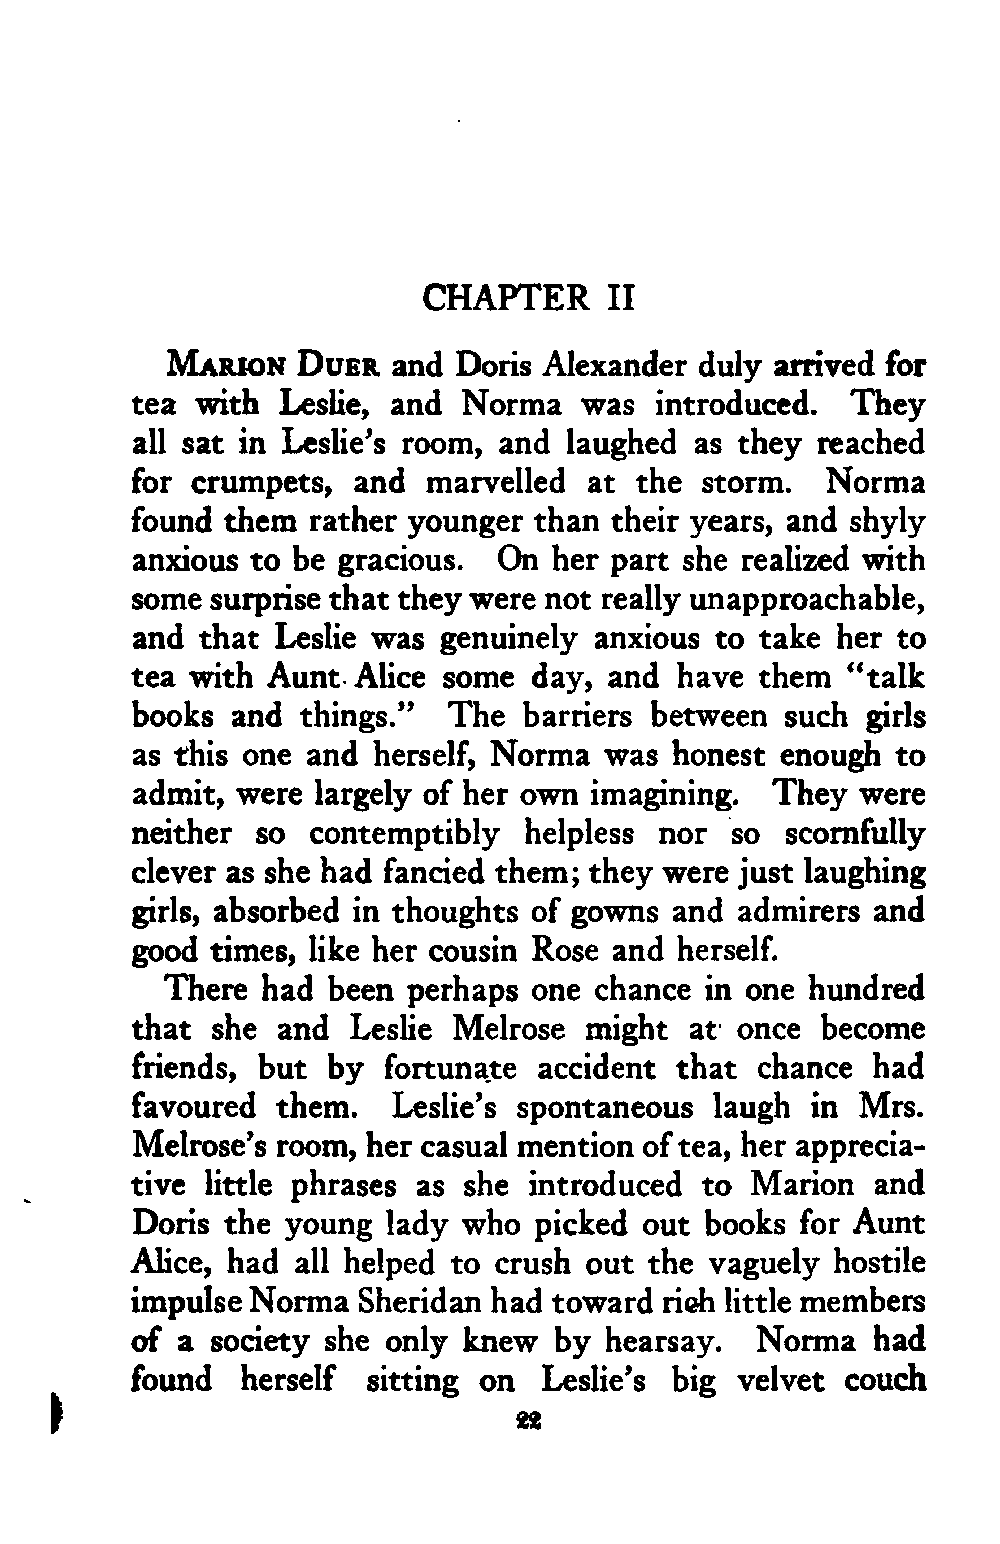 CHAPTER II
MARION DUER and Doris Alexander duly arrived for
tea with Leslie, and Norma was introduced. They
all sat in Leslie's room, and laughed as they reached
for crumpets, and marvelled at the storm. Norma
found them rather younger than their years, and shyly
anxious to be gracious. On her part she realized with
some surprise that they were not really unapproachable,
and that Leslie was genuinely anxious to take her to
tea with Aunt Alice some day, and have them “talk
books and things.” The barriers between such girls
as this one and herself, Norma was honest enough to
admit, were largely of her own imagining. They were
neither so contemptibly helpless nor so scornfully
clever as she had fancied them; they were just laughing
girls, absorbed in thoughts of gowns and admirers and
good times, like her cousin Rose and herself.
There had been perhaps one chance in one hundred
that she and Leslie Melrose might at once become
friends, but by fortunate accident that chance had
favoured them. Leslie's spontaneous laugh in Mrs.
Melrose's room, her casual mention of tea, her apprecia-
tive little phrases as she introduced to Marion and
Doris the young lady who picked out books for Aunt
Alice, had all helped to crush out the vaguely hostile
impulse Norma Sheridan had toward rich little members
of a society she only knew by hearsay. Norma had
found herself sitting on Leslie's big velvet couch
22